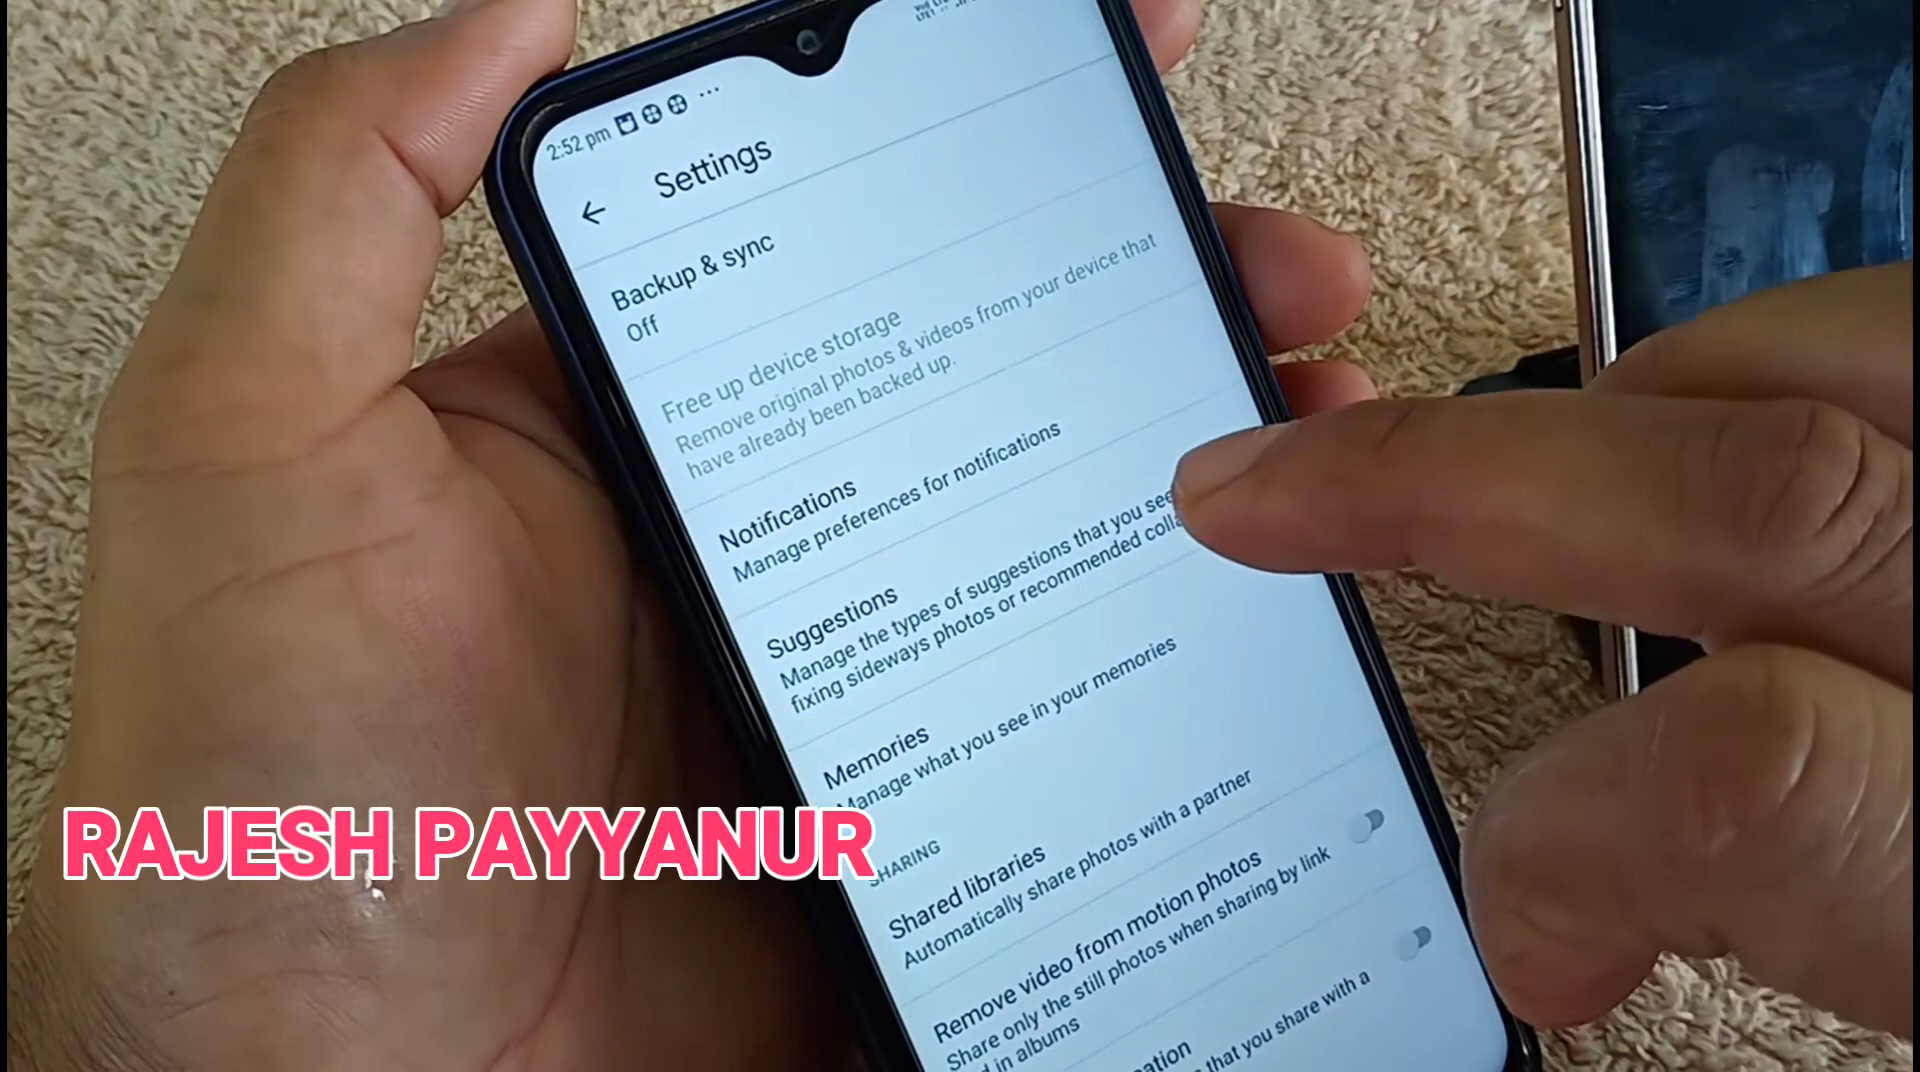 2:52 pm
Settings
Backup & sync
Off
Free up device storage
Remove original photos & videos from your device that
have already been backed up.
Notifications
Manage preferences for notifications
Suggestions
Manage the types of suggestions that you see
fixing sideways photos or recommended
Memories
Manage what you see in your memories
RAJESH PAYYANUR
SHARING
Shared libraries
Automatically share photos with a partner
Remove video from motion photos
Share only the still photos when sharing by link
in albums
that you share with a